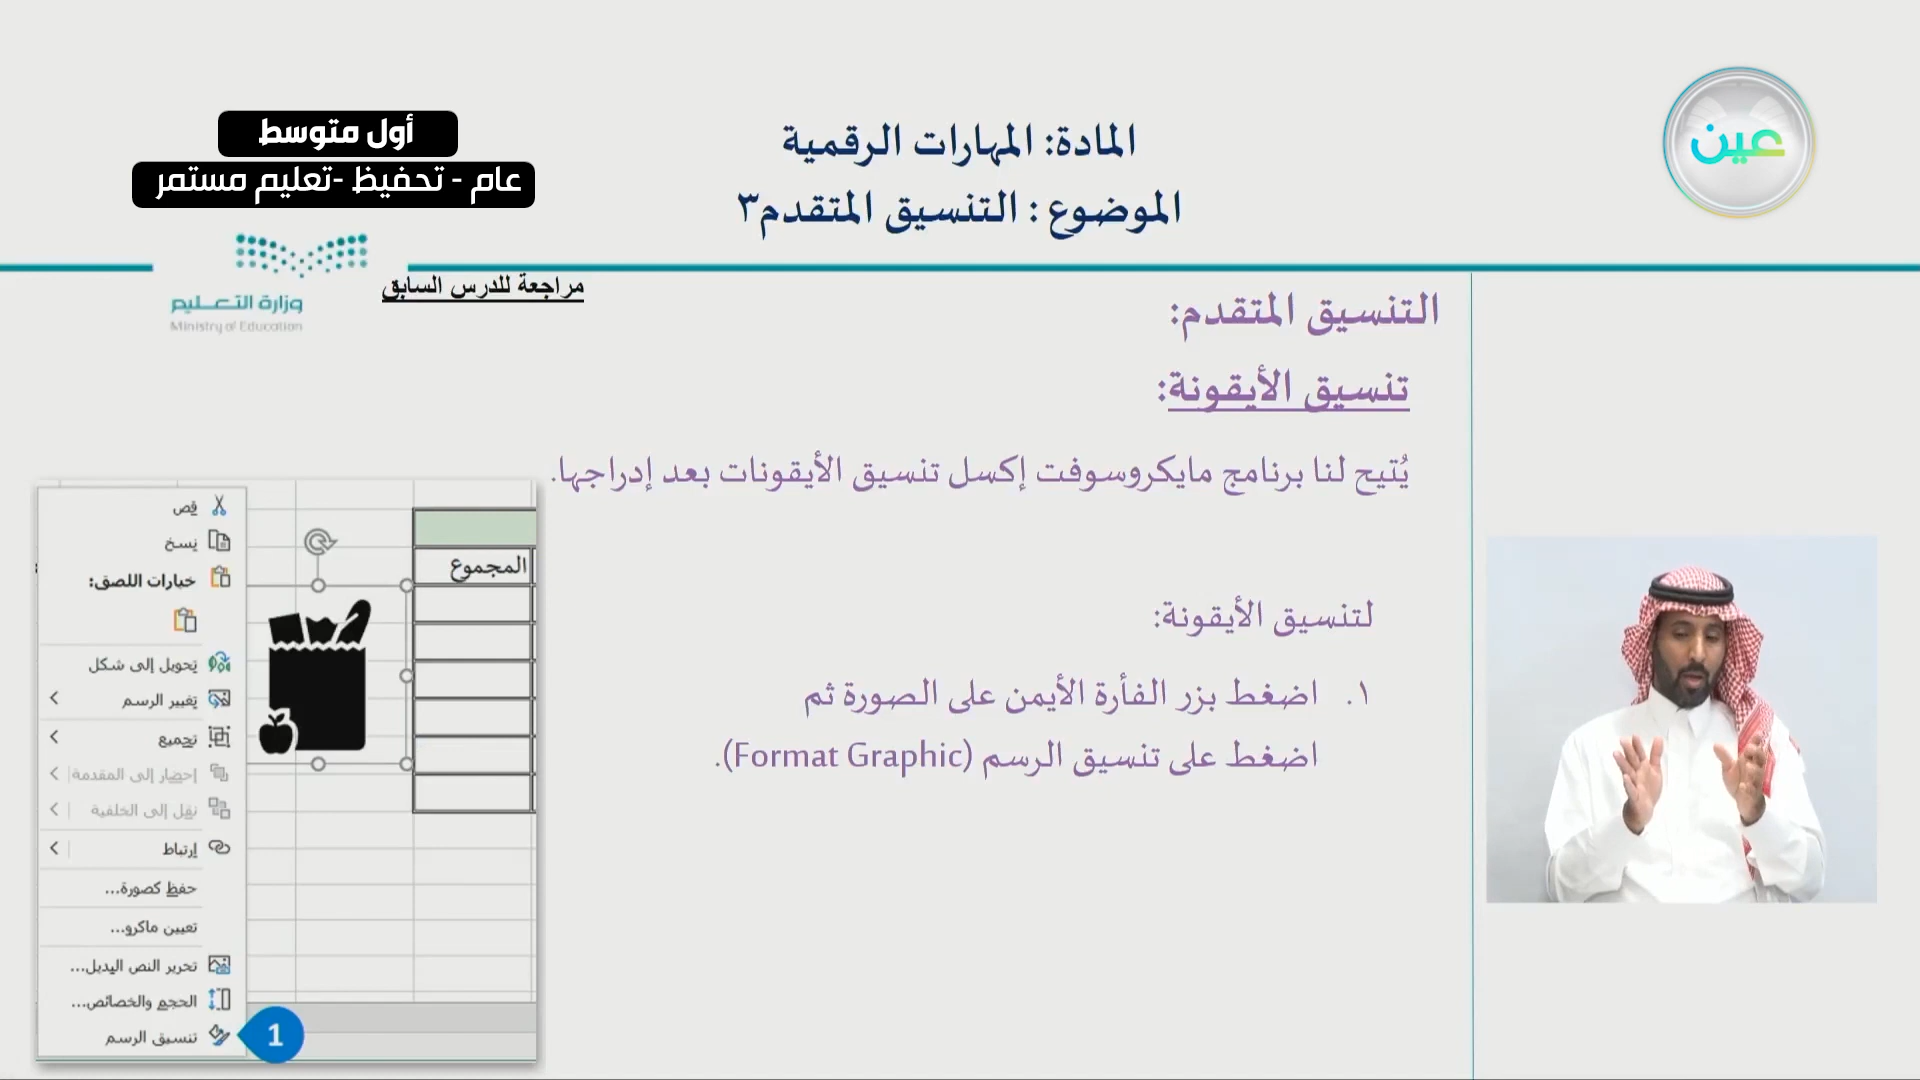 عين
المادة: المهارات الرقمية
الموضوع : التنسيق المتقدم٣
أول متوسط
عام - تحفيظ -تعليم مستمر
وزارة التعليم
Ministry of Education
مراجعة للدرس السابق
التنسيق المتقدم:
تنسيق الأيقونة:
يُتيح لنا برنامج مايكروسوفت إكسل تنسيق الأيقونات بعد إدراجها.
لتنسيق الأيقونة:
١. اضغط بزر الفأرة الأيمن على الصورة ثم
اضغط على تنسيق الرسم (Format Graphic).
المجموع
قص
نسخ
خيارات اللصق:
تحويل إلى شكل
تغيير الرسم
تجميع
إحضار إلى المقدمة
نقل إلى الخلفية
إرتباط
حفظ كصورة...
تعيين ماكرو...
تحرير النص البديل...
الحجم والخصائص...
تنسيق الرسم
1